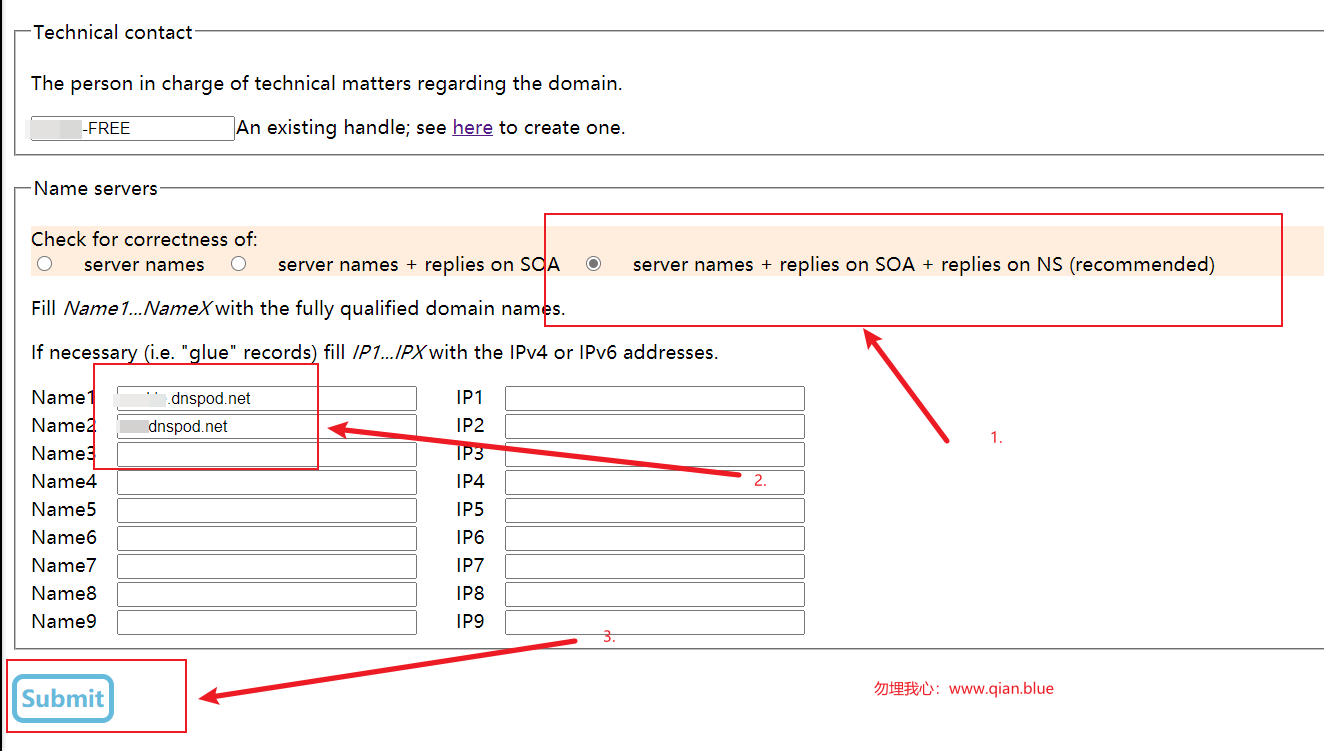 Technical contact
The person in charge of technical matters regarding the domain.
-FREE An existing handle; see here to create one.
Name servers
Check for correctness of:
server names server names + replies on SOA server names + replies on SOA + replies on NS (recommended)
Fill Name1...NameX with the fully qualified domain names.
If necessary (i.e. "glue" records) fill IP1...IPX with the IPv4 or IPv6 addresses.
Name1 .dnspod.net IP1
Name2 dnspod.net IP2
1.
Name3 IP3
Name4 IP4
2.
Name5 IP5
Name6 IP6
Name7 IP7
Name8 IP8
Name9 IP9
3.
Submit
勿埋我心：www.qian.blue